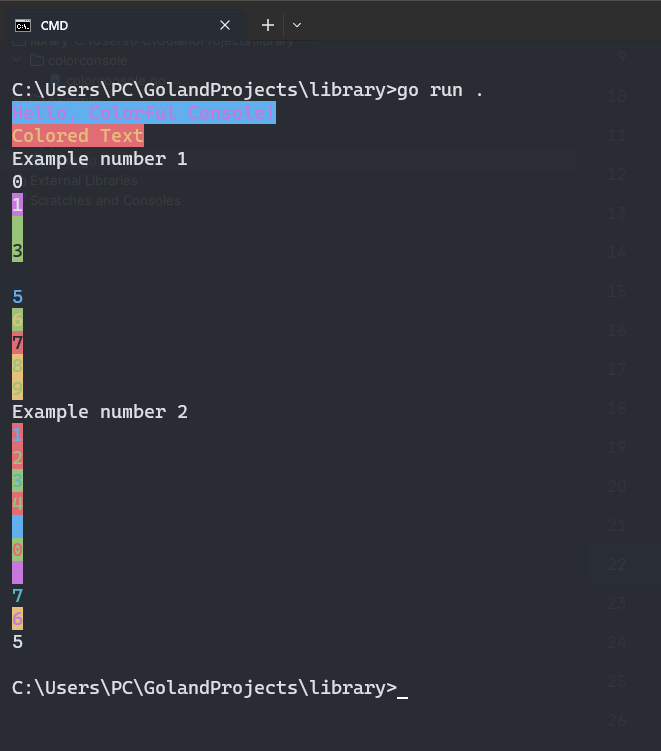 CMD
library C:\Users\PC\GolandProjects\library
colorconsole
colorconsole.go
C:\Users\PC\GolandProjects\library>go run .
Hello, Colorful Console!
Colored Text
Example number 1
0
External Libraries
1
Scratches and Consoles
3
5
6
7
8
9
Example number 2
1
2
3
4
0
7
6
5
C:\Users\PC\GolandProjects\library>_
9
10
11
12
13
14
15
16
17
18
19
20
21
22
23
24
25
26